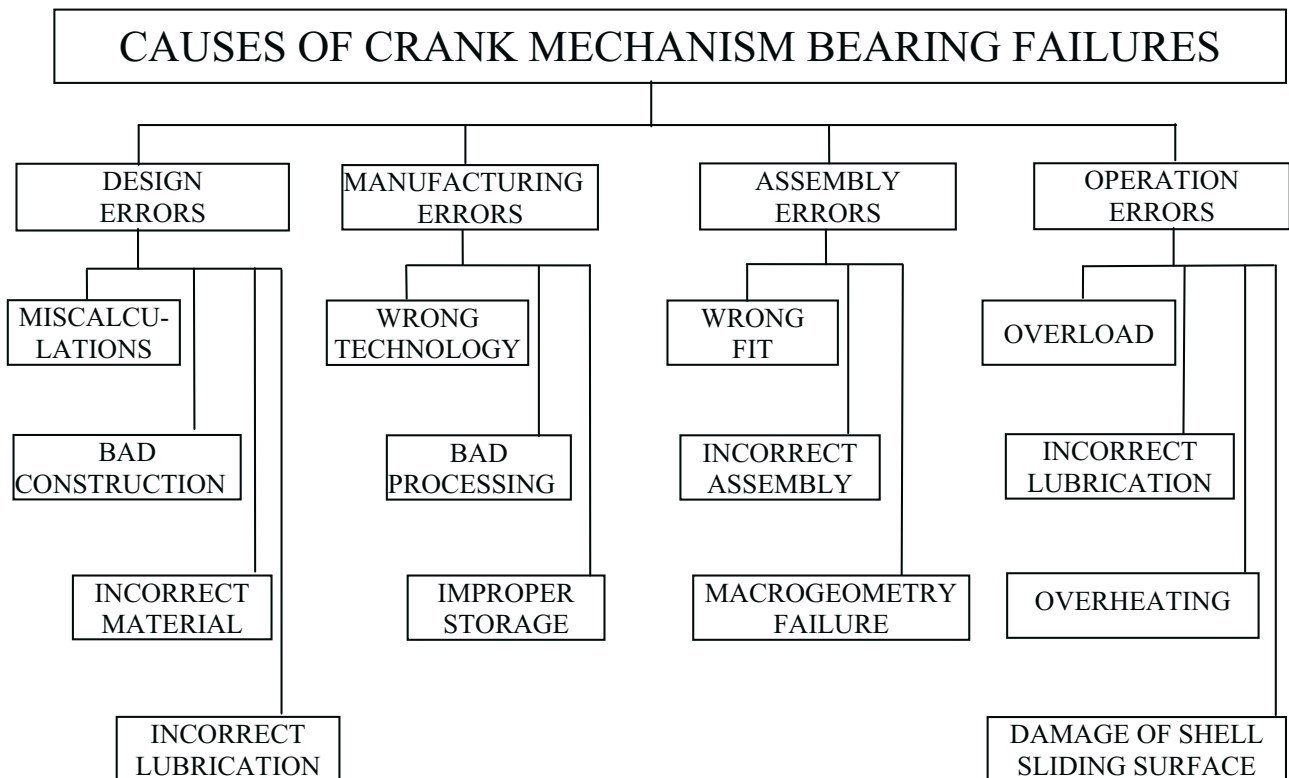 CAUSES OF CRANK MECHANISM BEARING FAILURES
DESIGN
ERRORS
MANUFACTURING
ERRORS
ASSEMBLY
ERRORS
OPERATION
ERRORS
MISCALCU-
LATIONS
WRONG
TECHNOLOGY
WRONG
FIT
OVERLOAD
BAD
CONSTRUCTION
BAD
PROCESSING
INCORRECT
ASSEMBLY
INCORRECT
LUBRICATION
INCORRECT
MATERIAL
IMPROPER
STORAGE
MACROGEOMETRY
FAILURE
OVERHEATING
INCORRECT
LUBRICATION
DAMAGE OF SHELL
SLIDING SURFACE